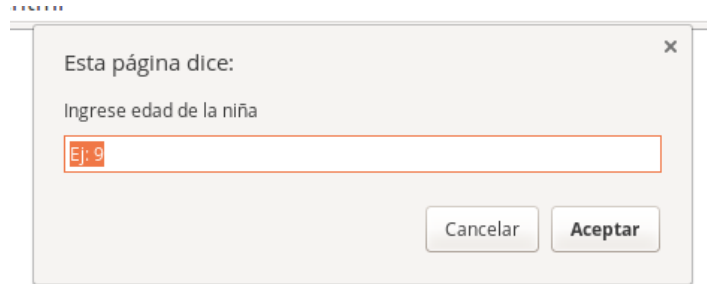 Esta página dice:
Ingrese edad de la niña
Ej: 9
Cancelar Aceptar